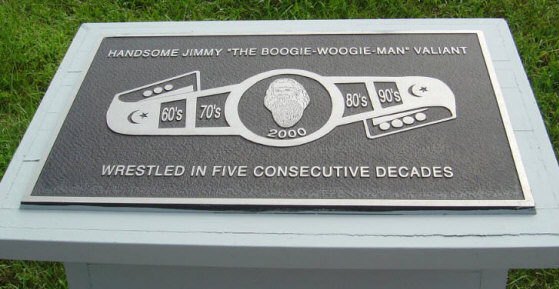 HANDSOME JIMMY "THE BOOGIE-WOOGIE-MAN" VALIANT
60's 70's 80's 90's
2000
WRESTLED IN FIVE CONSECUTIVE DECADES